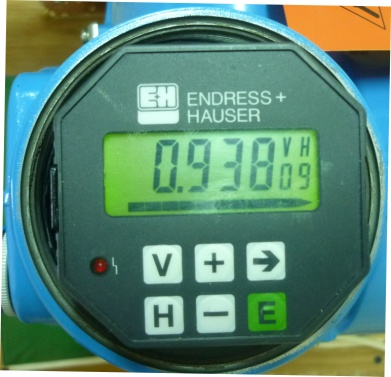 E+H
ENDRESS+
HAUSER
0.938 VH
09
V + →
H − E